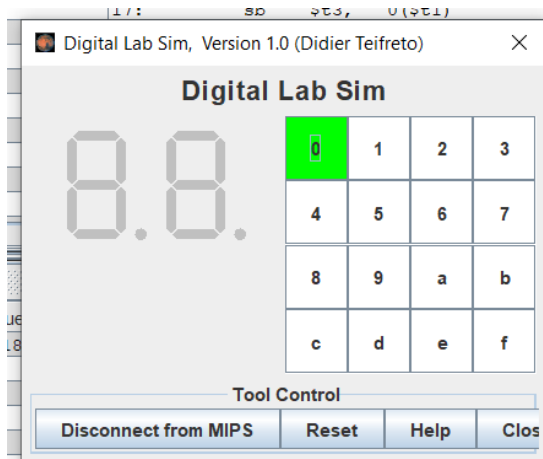 17: sb $t3, 0($t1)
Digital Lab Sim, Version 1.0 (Didier Teifreto)
Digital Lab Sim
0 1 2 3
4 5 6 7
8 9 a b
c d e f
Tool Control
Disconnect from MIPS Reset Help Clos